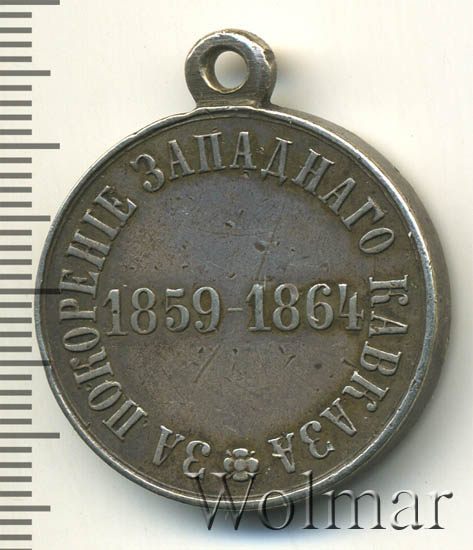 ЗА ПОКОРЕНІЕ ЗАПАДНАГО КАВКАЗА
1859-1864
Wolmar